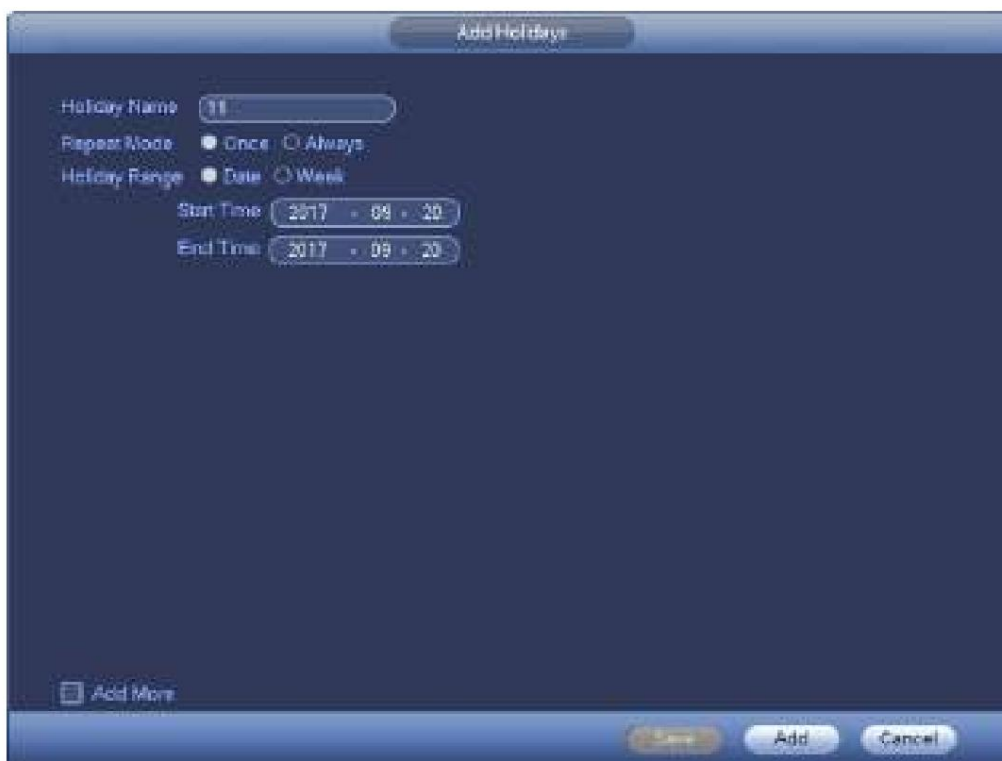 Add Holidays
Holiday Name 11
Repeat Mode Once Always
Holiday Range Date Week
Start Time 2017 - 09 - 20
End Time 2017 - 09 - 20
Add More
Save Add Cancel